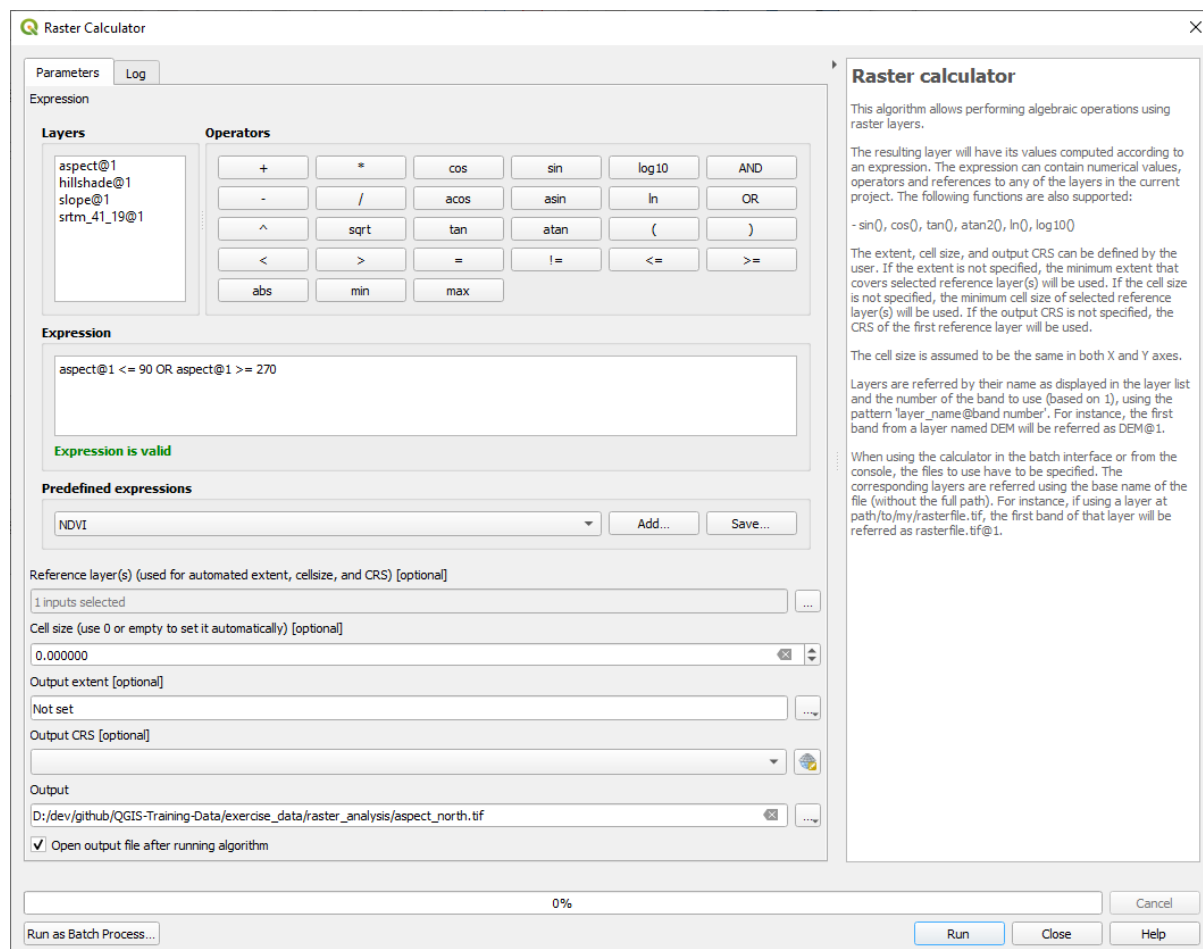 Raster Calculator
Parameters
Log
Expression
Layers
aspect@1
hillshade@1
slope@1
srtm_41_19@1
Operators
+ * cos sin log10 AND
- / acos asin ln OR
^ sqrt tan atan ( )
< > = != <= >=
abs min max
Expression
aspect@1 <= 90 OR aspect@1 >= 270
Expression is valid
Predefined expressions
NDVI
Add...
Save...
Reference layer(s) (used for automated extent, cellsize, and CRS) [optional]
1 inputs selected
...
Cell size (use 0 or empty to set it automatically) [optional]
0.000000
Output extent [optional]
Not set
...
Output CRS [optional]
Output
D:/dev/github/QGIS-Training-Data/exercise_data/raster_analysis/aspect_north.tif
...
Open output file after running algorithm
Raster calculator
This algorithm allows performing algebraic operations using
raster layers.
The resulting layer will have its values computed according to
an expression. The expression can contain numerical values,
operators and references to any of the layers in the current
project. The following functions are also supported:
- sin(), cos(), tan(), atan2(), ln(), log10()
The extent, cell size, and output CRS can be defined by the
user. If the extent is not specified, the minimum extent that
covers selected reference layer(s) will be used. If the cell size
is not specified, the minimum cell size of selected reference
layer(s) will be used. If the output CRS is not specified, the
CRS of the first reference layer will be used.
The cell size is assumed to be the same in both X and Y axes.
Layers are referred by their name as displayed in the layer list
and the number of the band to use (based on 1), using the
pattern 'layer_name@band number'. For instance, the first
band from a layer named DEM will be referred as DEM@1.
When using the calculator in the batch interface or from the
console, the files to use have to be specified. The
corresponding layers are referred using the base name of the
file (without the full path). For instance, if using a layer at
path/to/my/rasterfile.tif, the first band of that layer will be
referred as rasterfile.tif@1.
0%
Cancel
Run as Batch Process...
Run
Close
Help